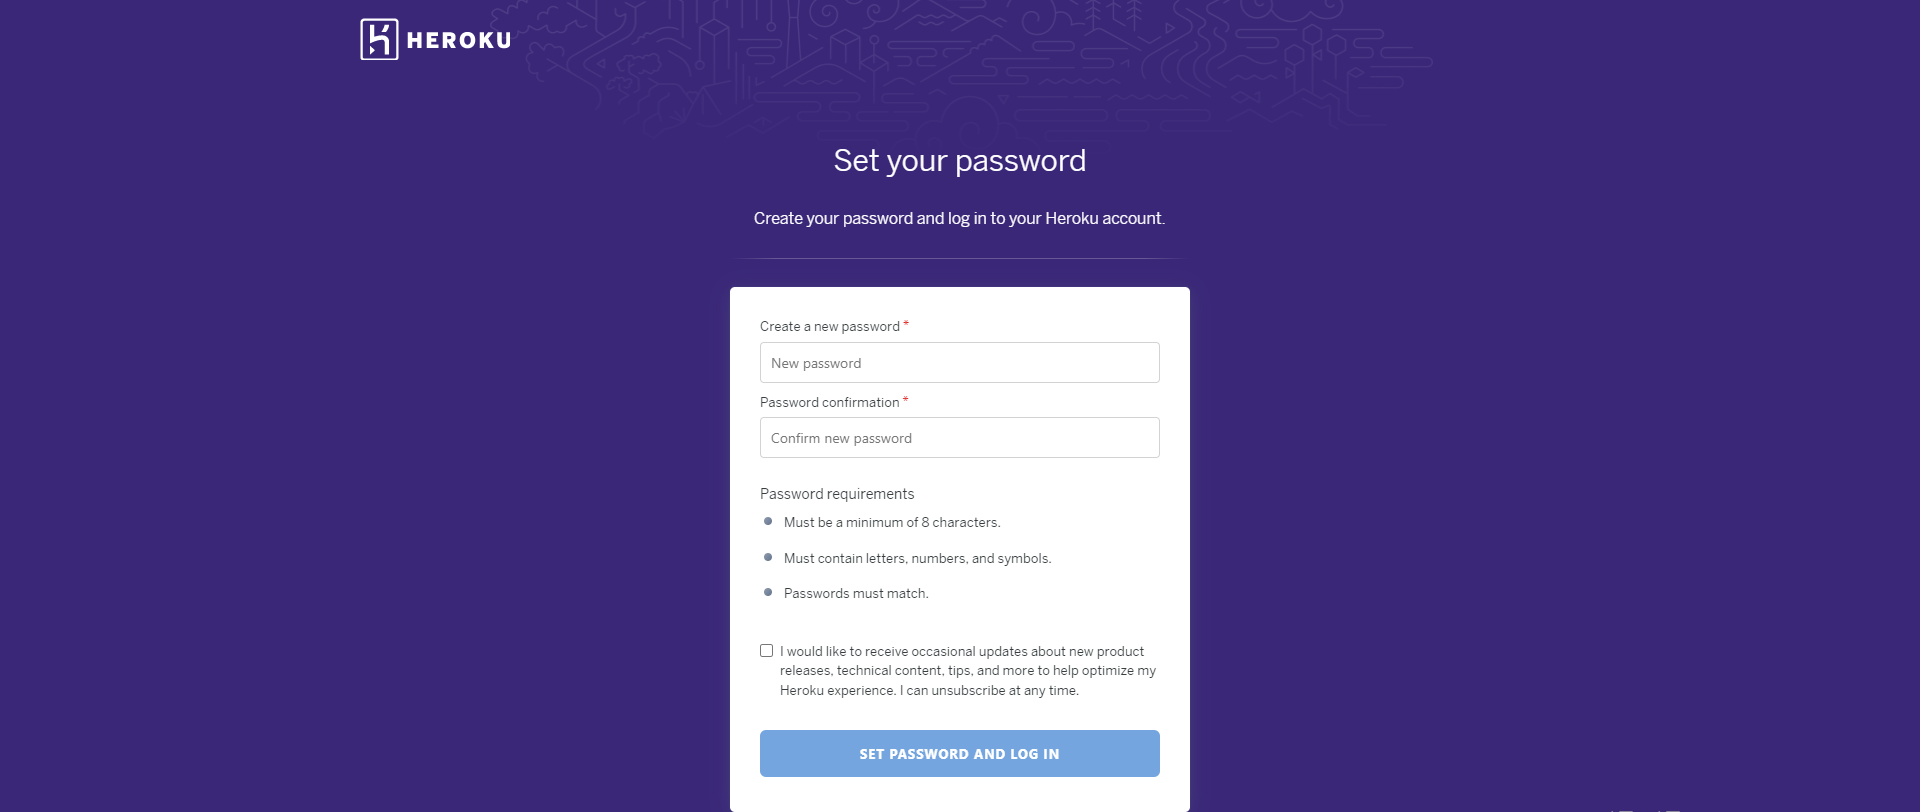 HEROKU
Set your password
Create your password and log in to your Heroku account.
Create a new password *
New password
Password confirmation *
Confirm new password
Password requirements
Must be a minimum of 8 characters.
Must contain letters, numbers, and symbols.
Passwords must match.
I would like to receive occasional updates about new product
releases, technical content, tips, and more to help optimize my
Heroku experience. I can unsubscribe at any time.
SET PASSWORD AND LOG IN